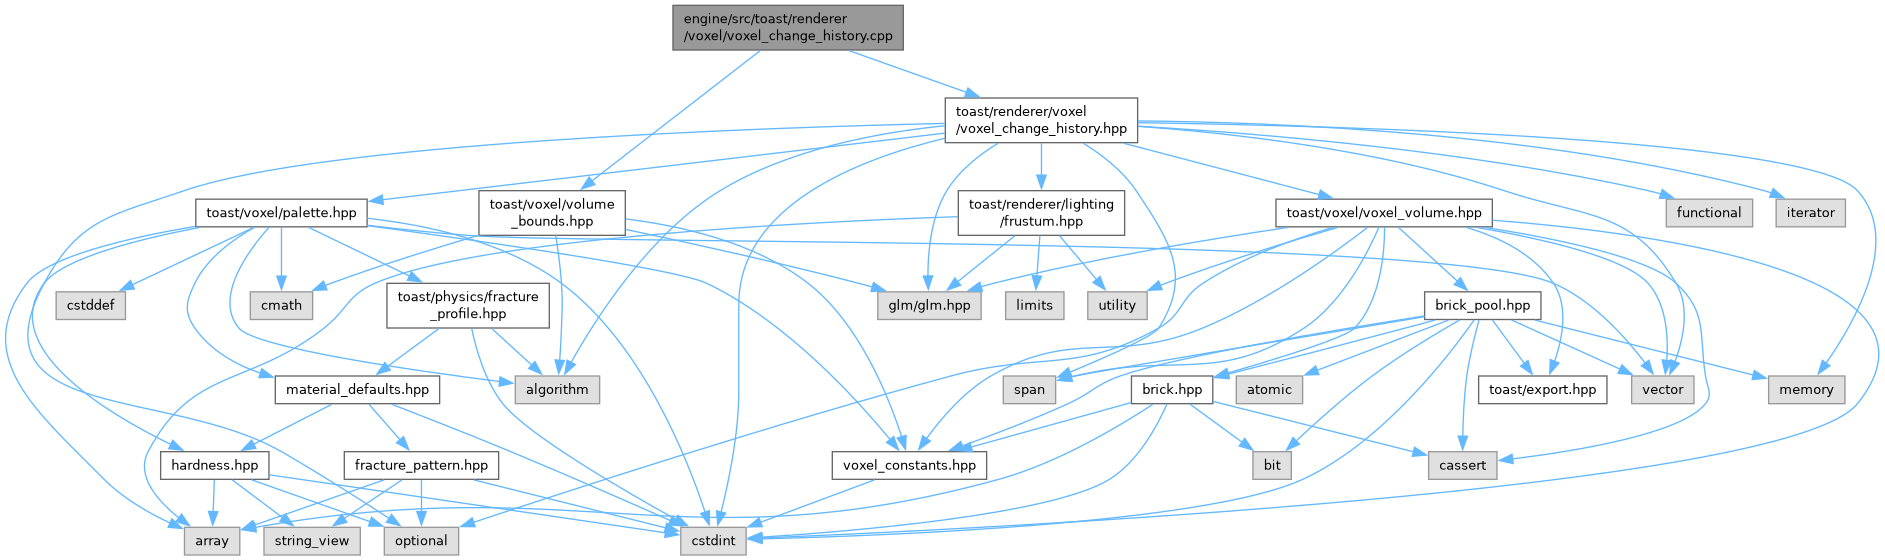 engine/src/toast/renderer
/voxel/voxel_change_history.cpp
toast/renderer/voxel
/voxel_change_history.hpp
toast/voxel/palette.hpp
toast/voxel/volume
_bounds.hpp
toast/renderer/lighting
/frustum.hpp
toast/voxel/voxel_volume.hpp
functional
iterator
cstddef
cmath
toast/physics/fracture
_profile.hpp
glm/glm.hpp
limits
utility
brick_pool.hpp
material_defaults.hpp
algorithm
span
brick.hpp
atomic
toast/export.hpp
vector
memory
hardness.hpp
fracture_pattern.hpp
voxel_constants.hpp
bit
cassert
array
string_view
optional
cstdint